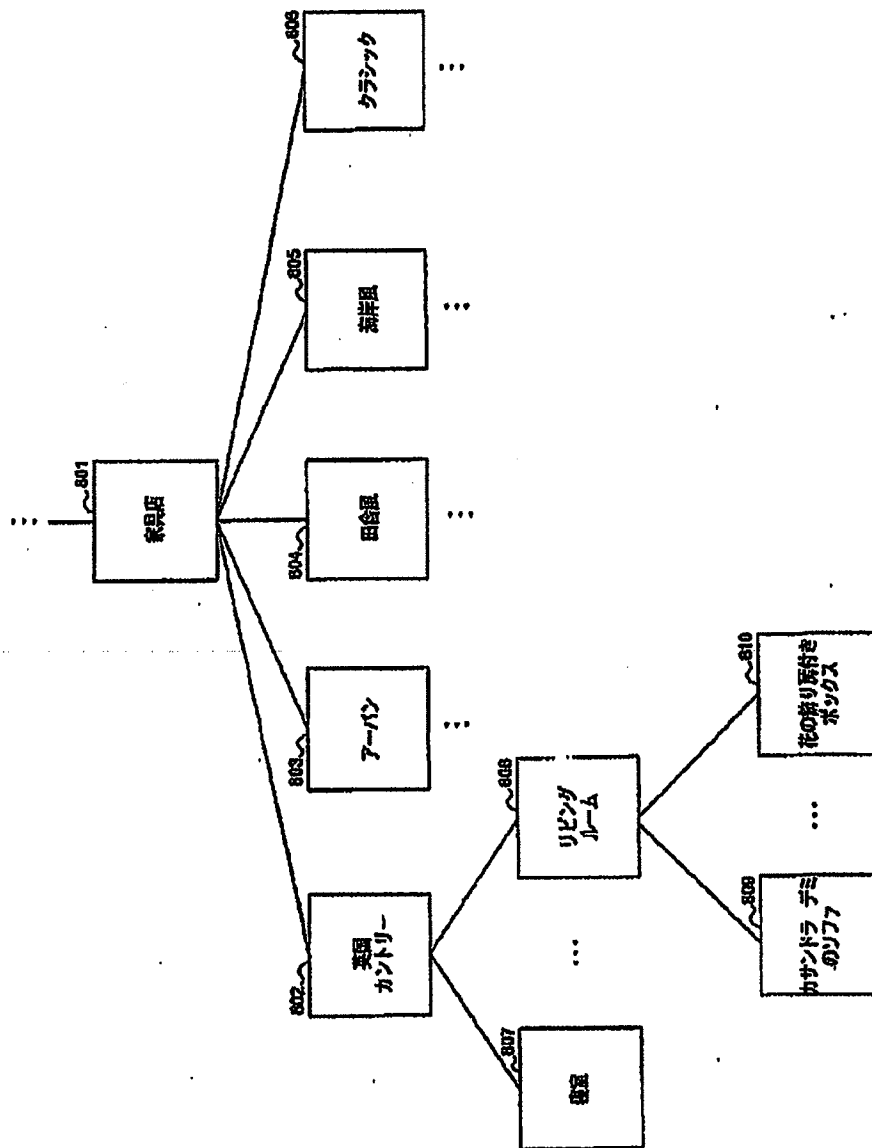 ...
801
家具店
802
英国
カントリー
803
アーバン
...
804
田舎風
...
805
海岸風
...
806
クラシック
...
807
寝室
...
808
リビング
ルーム
809
カサンドラ デミ
のソファ
...
810
花の飾り房付き
ボックス